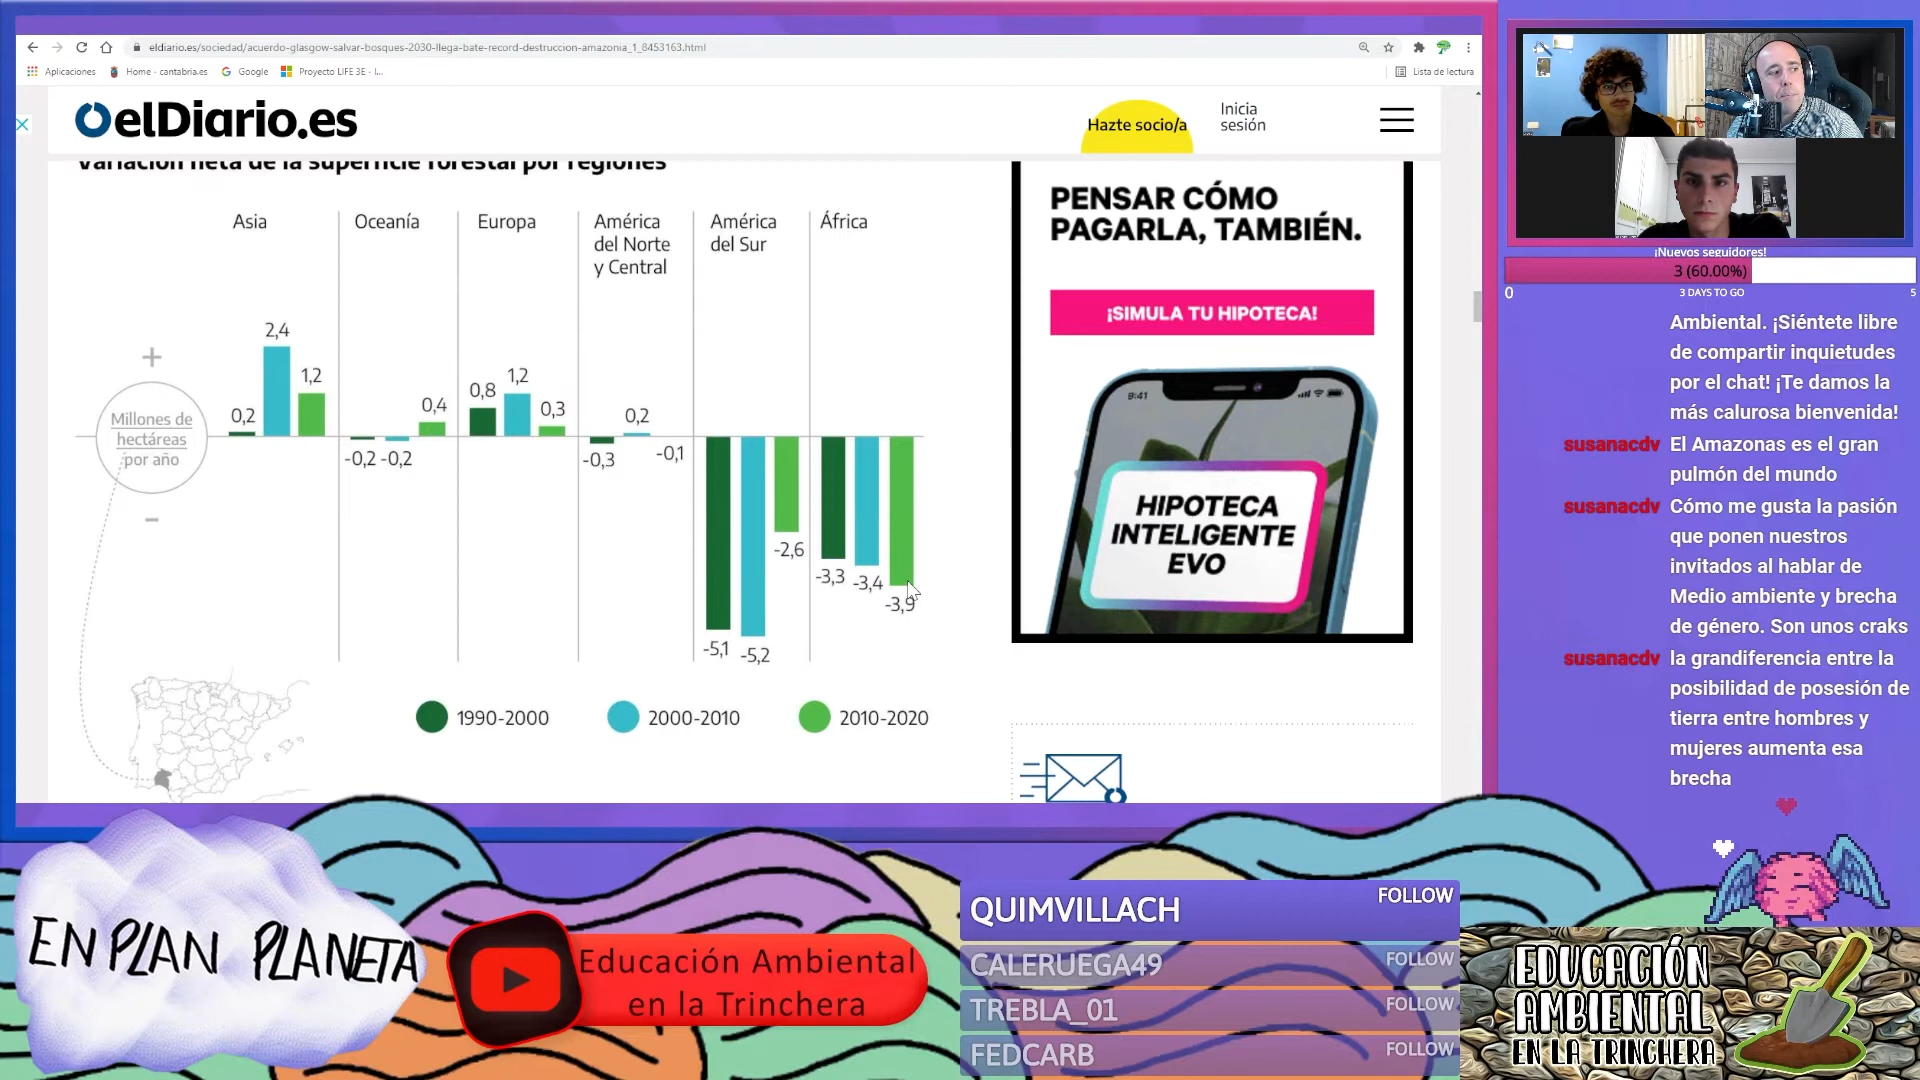 eldiario.es/sociedad/acuerdo-glasgow-salvar-bosques-2030-llega-bate-record-destruccion-amazonia_1_8453163.html
Aplicaciones
Home - cantabria.es
Google
Proyecto LIFE 3E - I...
Lista de lectura
elDiario.es
Hazte socio/a
Inicia
sesión
Variación neta de la superficie forestal por regiones
Asia
Oceanía
Europa
América
del Norte
y Central
América
del Sur
África
+
Millones de
hectáreas
por año
−
0,2
2,4
1,2
-0,2
-0,2
0,4
0,8
1,2
0,3
-0,3
0,2
-0,1
-5,1
-5,2
-2,6
-3,3
-3,4
-3,9
1990-2000
2000-2010
2010-2020
PENSAR CÓMO
PAGARLA, TAMBIÉN.
¡SIMULA TU HIPOTECA!
9:41
HIPOTECA
INTELIGENTE
EVO
¡Nuevos seguidores!
3 (60.00%)
0
3 DAYS TO GO
5
Ambiental. ¡Siéntete libre
de compartir inquietudes
por el chat! ¡Te damos la
más calurosa bienvenida!
susanacdv El Amazonas es el gran
pulmón del mundo
susanacdv Cómo me gusta la pasión
que ponen nuestros
invitados al hablar de
Medio ambiente y brecha
de género. Son unos craks
susanacdv la grandiferencia entre la
posibilidad de posesión de
tierra entre hombres y
mujeres aumenta esa
brecha
EN PLAN PLANETA
Educación Ambiental
en la Trinchera
QUIMVILLACH FOLLOW
CALERUEGA49 FOLLOW
TREBLA_01 FOLLOW
FEDCARB FOLLOW
EDUCACIÓN
AMBIENTAL
EN LA TRINCHERA